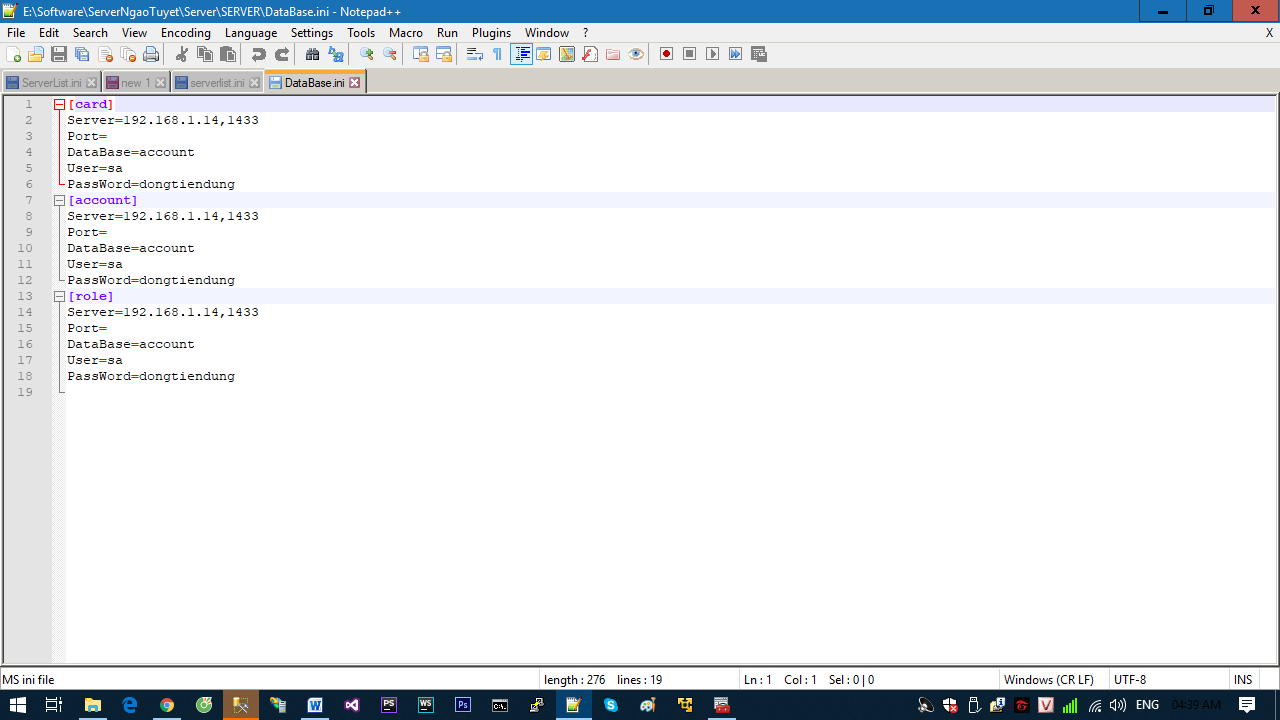 E:\Software\ServerNgaoTuyet\Server\SERVER\DataBase.ini - Notepad++
File Edit Search View Encoding Language Settings Tools Macro Run Plugins Window ? X
ServerList.ini new 1 serverlist.ini DataBase.ini
1 [card]
2 Server=192.168.1.14,1433
3 Port=
4 DataBase=account
5 User=sa
6 PassWord=dongtiendung
7 [account]
8 Server=192.168.1.14,1433
9 Port=
10 DataBase=account
11 User=sa
12 PassWord=dongtiendung
13 [role]
14 Server=192.168.1.14,1433
15 Port=
16 DataBase=account
17 User=sa
18 PassWord=dongtiendung
19
MS ini file length : 276 lines : 19 Ln : 1 Col : 1 Sel : 0 | 0 Windows (CR LF) UTF-8 INS
ENG 04:39 AM